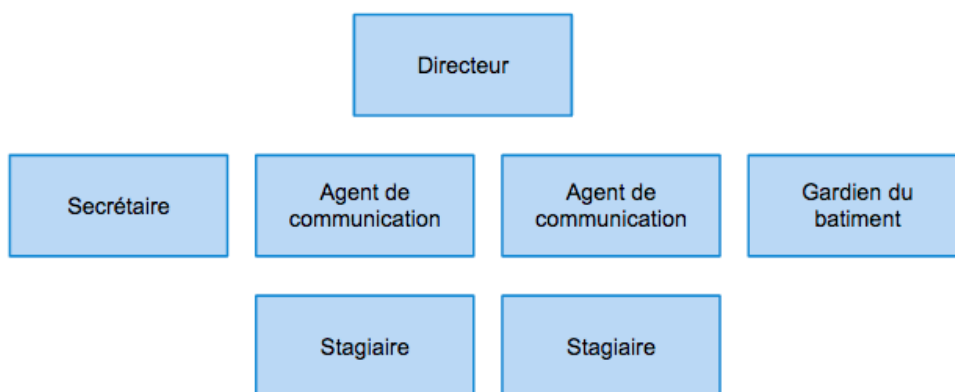 Directeur
Secrétaire
Agent de
communication
Agent de
communication
Gardien du
batiment
Stagiaire
Stagiaire